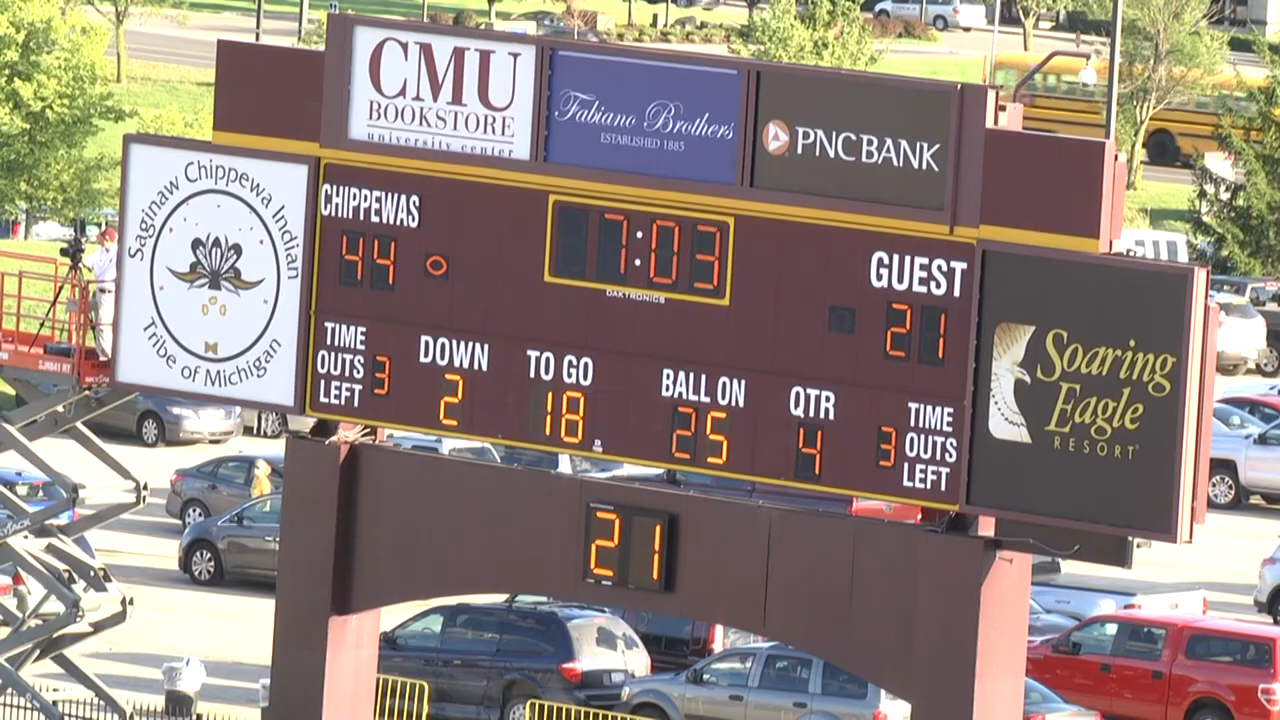 CMU
BOOKSTORE
university center
Fabiano Brothers
ESTABLISHED 1885
PNC BANK
Saginaw Chippewa Indian
Tribe of Michigan
CHIPPEWAS
44
7:03
DAKTRONICS
GUEST
21
TIME
OUTS
LEFT
3
DOWN
2
TO GO
18
BALL ON
25
QTR
4
3
TIME
OUTS
LEFT
Soaring
Eagle
RESORT
21
SKYJACK